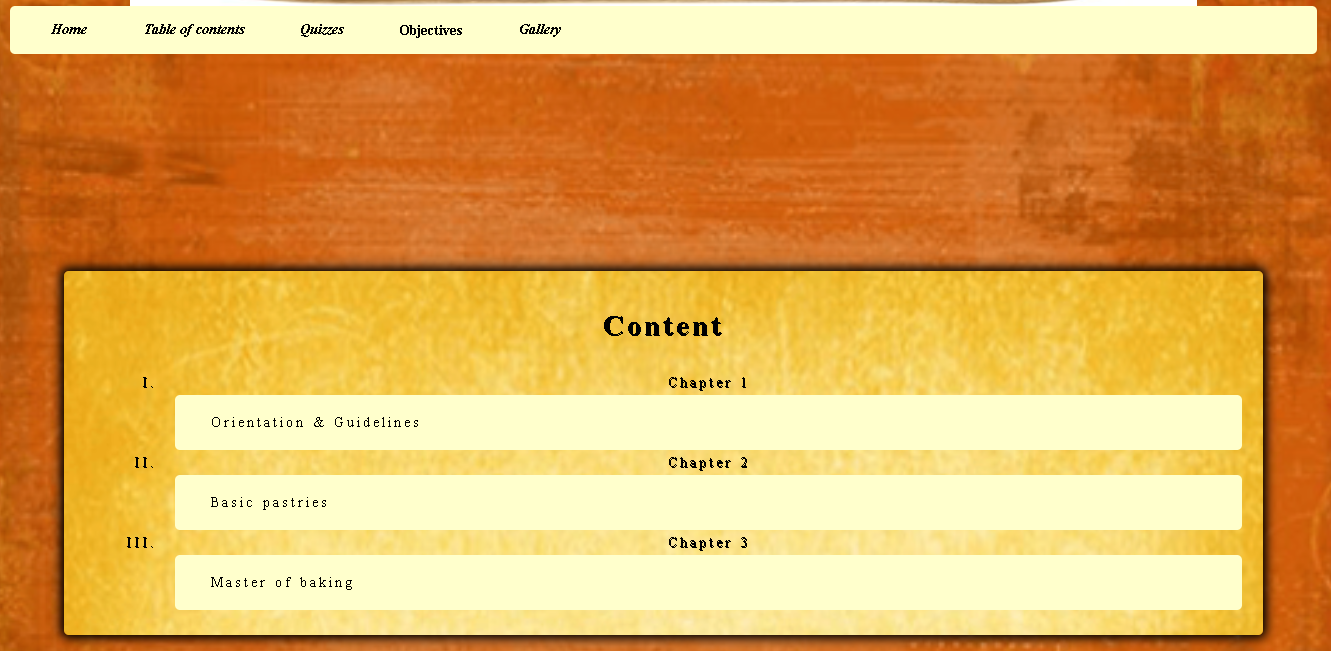 Home Table of contents Quizzes Objectives Gallery
Content
I. Chapter 1
Orientation & Guidelines
II. Chapter 2
Basic pastries
III. Chapter 3
Master of baking